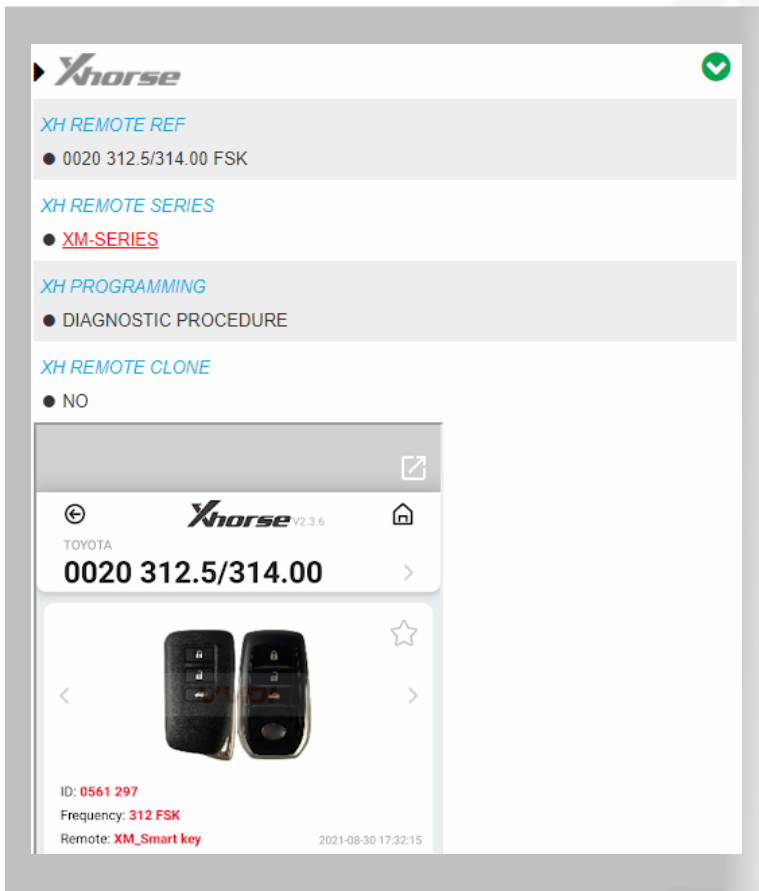 Xhorse
XH REMOTE REF
● 0020 312.5/314.00 FSK
XH REMOTE SERIES
● XM-SERIES
XH PROGRAMMING
● DIAGNOSTIC PROCEDURE
XH REMOTE CLONE
● NO
Xhorse V2.3.6
TOYOTA
0020 312.5/314.00
VVDI
ID: 0561 297
Frequency: 312 FSK
Remote: XM_Smart key 2021-08-30 17:32:15